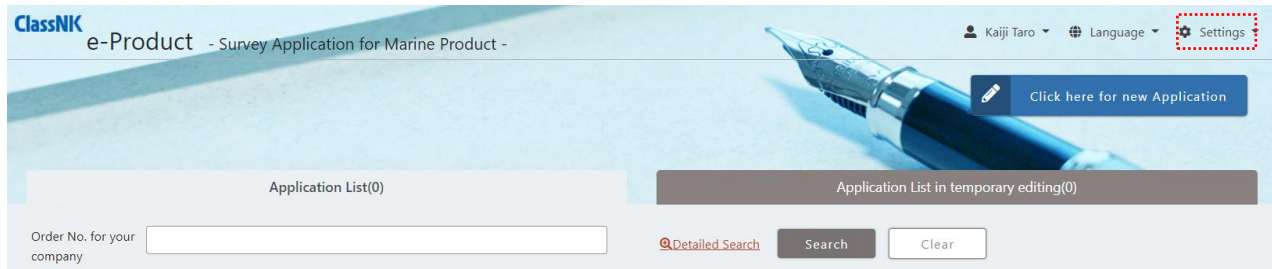 ClassNK
e-Product - Survey Application for Marine Product -
Kaiji Taro Language Settings
Click here for new Application
Application List(0) Application List in temporary editing(0)
Order No. for your
company
Detailed Search Search Clear